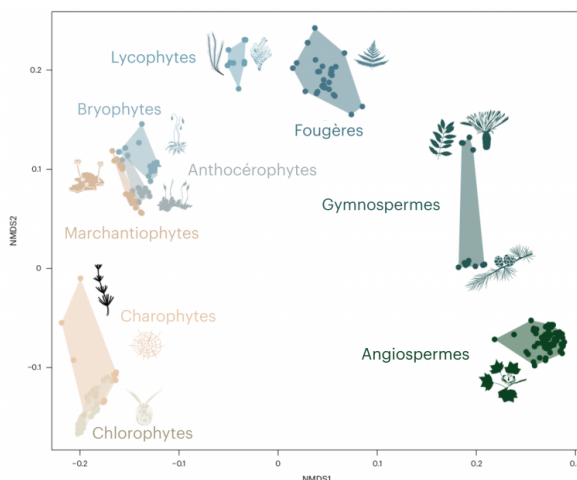 Lycophytes
0.2
Bryophytes
Fougères
0.1
Anthocérophytes
Gymnospermes
Marchantiophytes
NMDS2
0
Charophytes
Angiospermes
−0.1
Chlorophytes
−0.2
−0.1
0
0.1
0.2
NMDS1